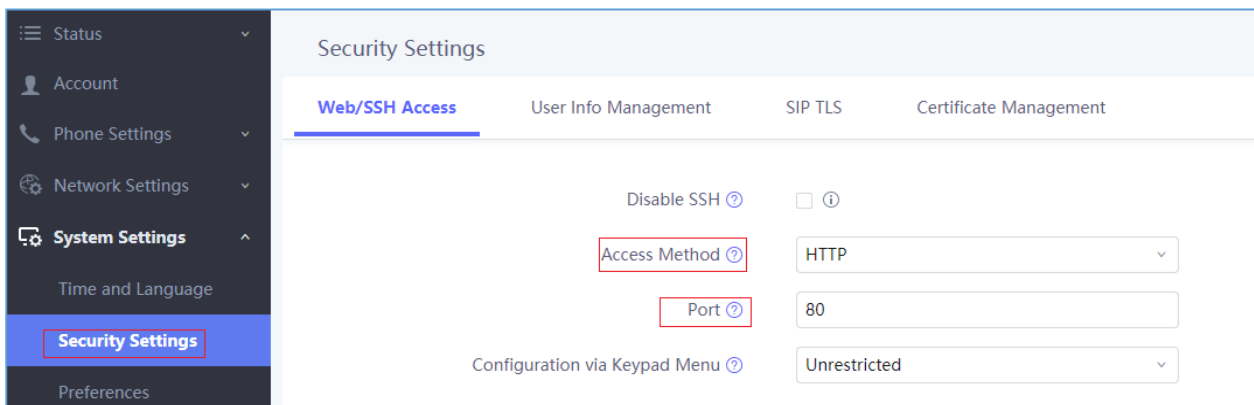 Status
Account
Phone Settings
Network Settings
System Settings
Time and Language
Security Settings
Preferences
Security Settings
Web/SSH Access User Info Management SIP TLS Certificate Management
Disable SSH
Access Method HTTP
Port 80
Configuration via Keypad Menu Unrestricted